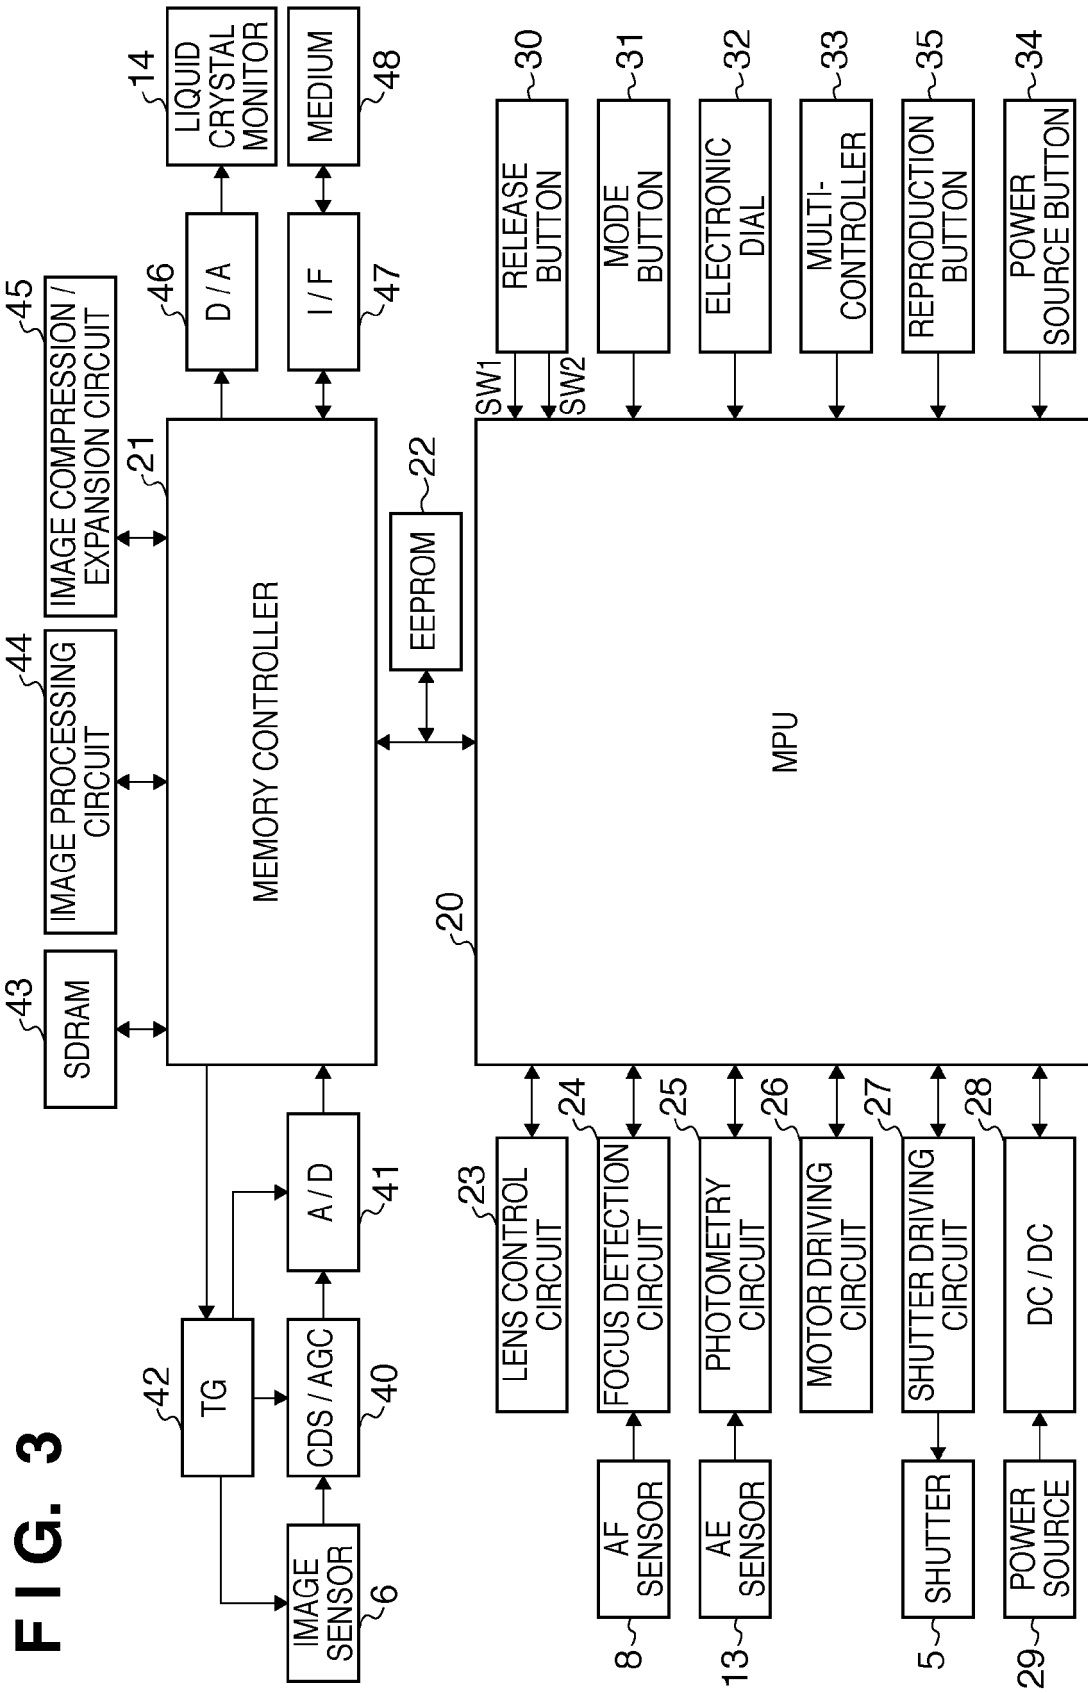 FIG. 3
43
SDRAM
44
IMAGE PROCESSING
CIRCUIT
45
IMAGE COMPRESSION /
EXPANSION CIRCUIT
42
TG
21
MEMORY CONTROLLER
46
D / A
14
LIQUID
CRYSTAL
MONITOR
IMAGE
SENSOR
6
CDS / AGC
40
A / D
41
I / F
47
MEDIUM
48
EEPROM
22
20
MPU
23
LENS CONTROL
CIRCUIT
SW1
SW2
RELEASE
BUTTON
30
8
AF
SENSOR
24
FOCUS DETECTION
CIRCUIT
MODE
BUTTON
31
13
AE
SENSOR
25
PHOTOMETRY
CIRCUIT
ELECTRONIC
DIAL
32
26
MOTOR DRIVING
CIRCUIT
MULTI-
CONTROLLER
33
5
SHUTTER
27
SHUTTER DRIVING
CIRCUIT
REPRODUCTION
BUTTON
35
29
POWER
SOURCE
28
DC / DC
POWER
SOURCE BUTTON
34